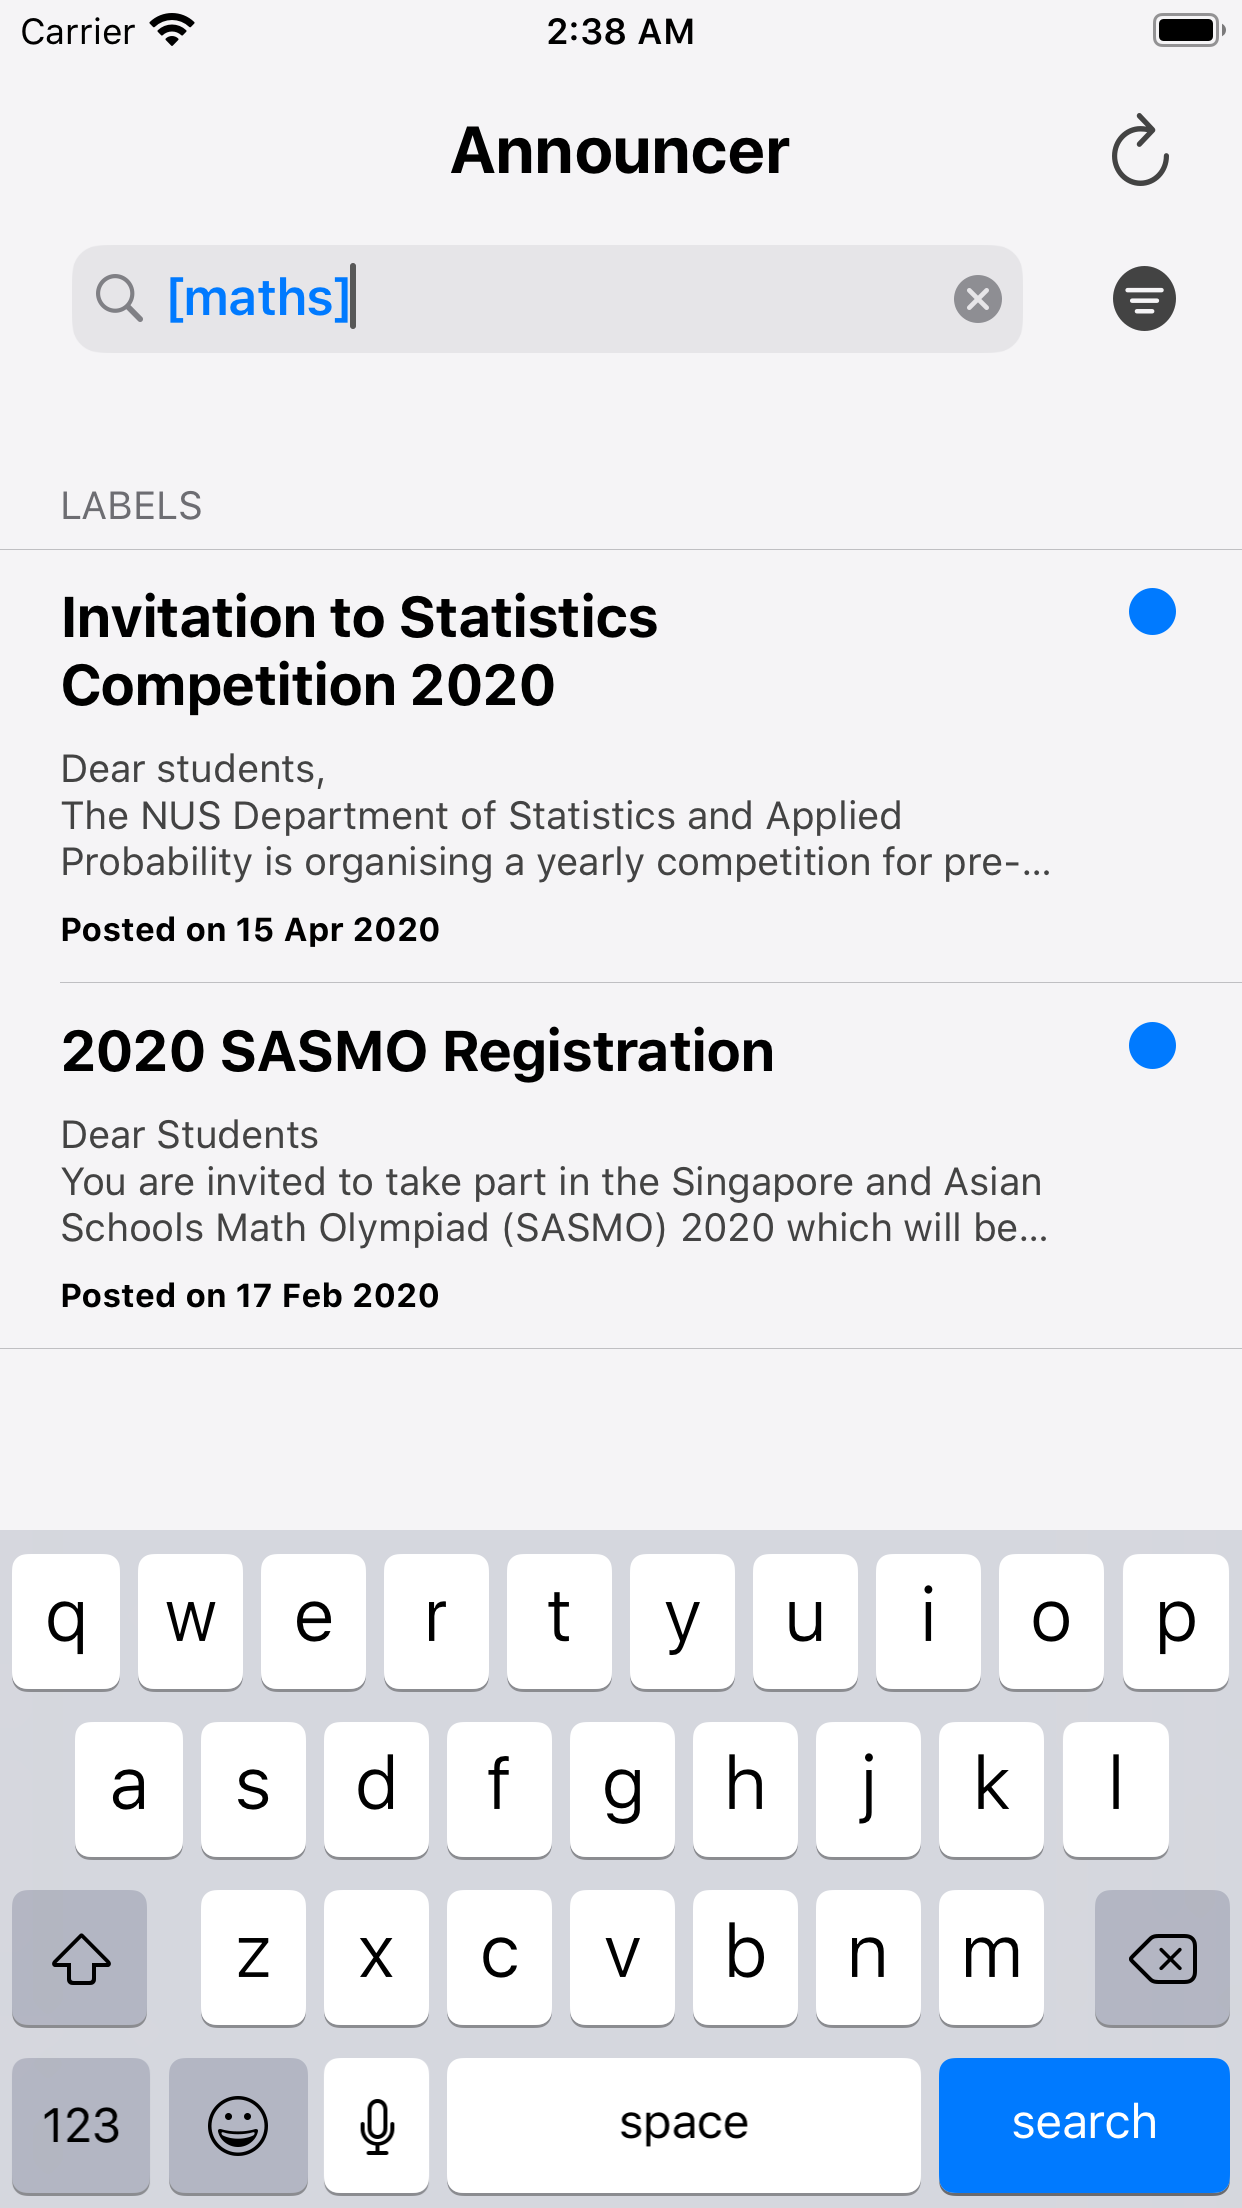 Carrier 2:38 AM
Announcer
[maths]
LABELS
Invitation to Statistics
Competition 2020
Dear students,
The NUS Department of Statistics and Applied
Probability is organising a yearly competition for pre-...
Posted on 15 Apr 2020
2020 SASMO Registration
Dear Students
You are invited to take part in the Singapore and Asian
Schools Math Olympiad (SASMO) 2020 which will be...
Posted on 17 Feb 2020
q w e r t y u i o p
a s d f g h j k l
z x c v b n m
123 space search